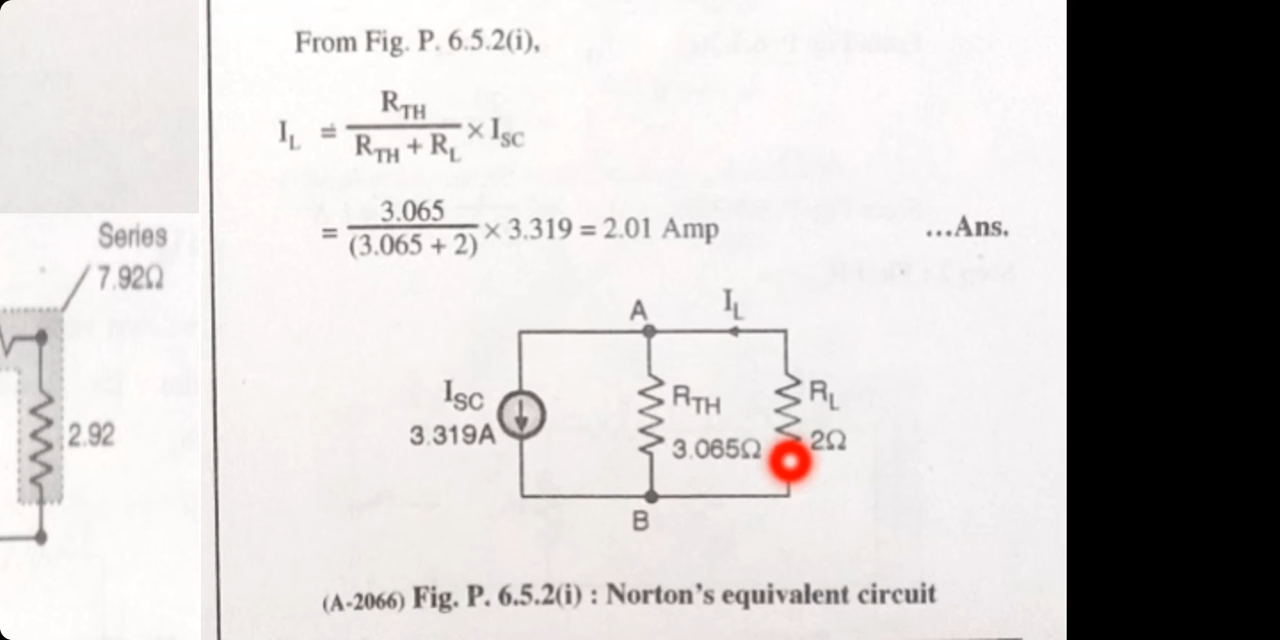 From Fig. P. 6.5.2(i),
I_L = R_TH / (R_TH + R_L) × I_SC
= 3.065 / (3.065 + 2) × 3.319 = 2.01 Amp ...Ans.
Series
7.92Ω
2.92
A
I_L
I_SC
3.319A
R_TH
3.065Ω
R_L
2Ω
B
(A-2066) Fig. P. 6.5.2(i) : Norton's equivalent circuit